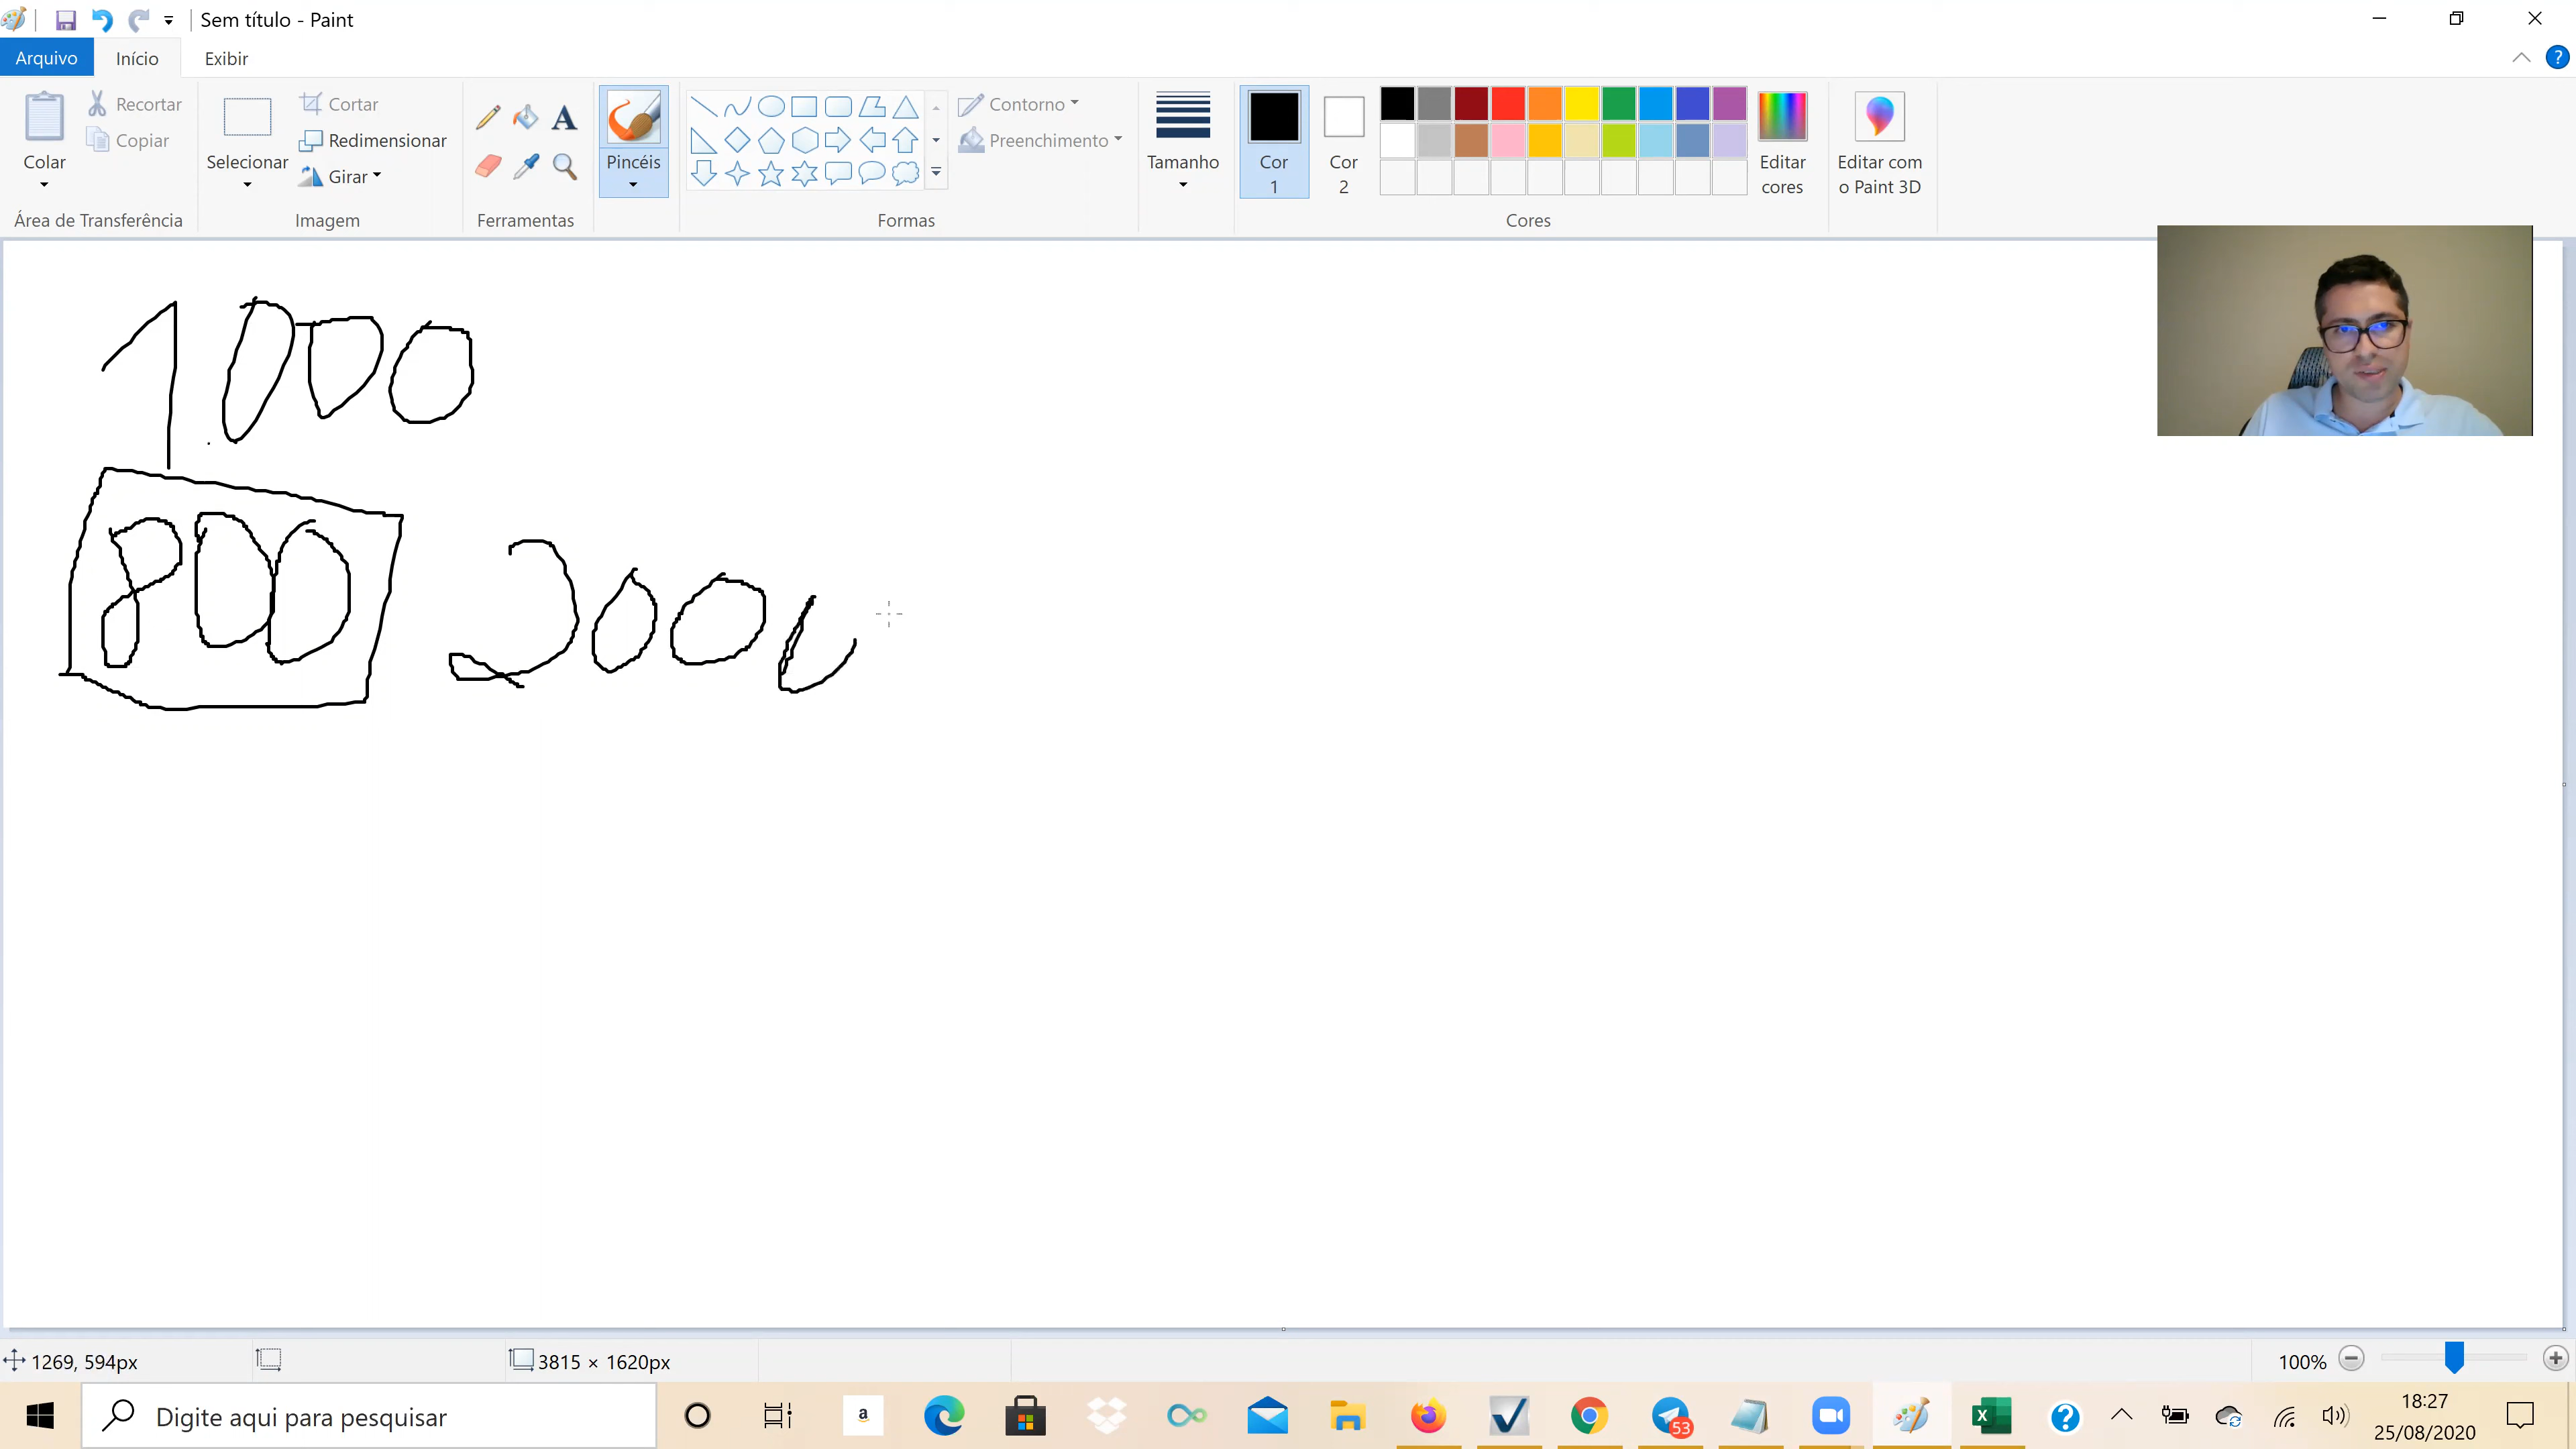 Sem título - Paint
Arquivo Início Exibir
Colar
Recortar
Copiar
Área de Transferência
Selecionar
Cortar
Redimensionar
Girar
Imagem
A
Ferramentas
Pincéis
Contorno
Preenchimento
Formas
Tamanho
Cor 1
Cor 2
Editar cores
Cores
Editar com o Paint 3D
?
1000
800 2000
1269, 594px
3815 × 1620px
100%
Digite aqui para pesquisar
a
53
X
?
18:27
25/08/2020